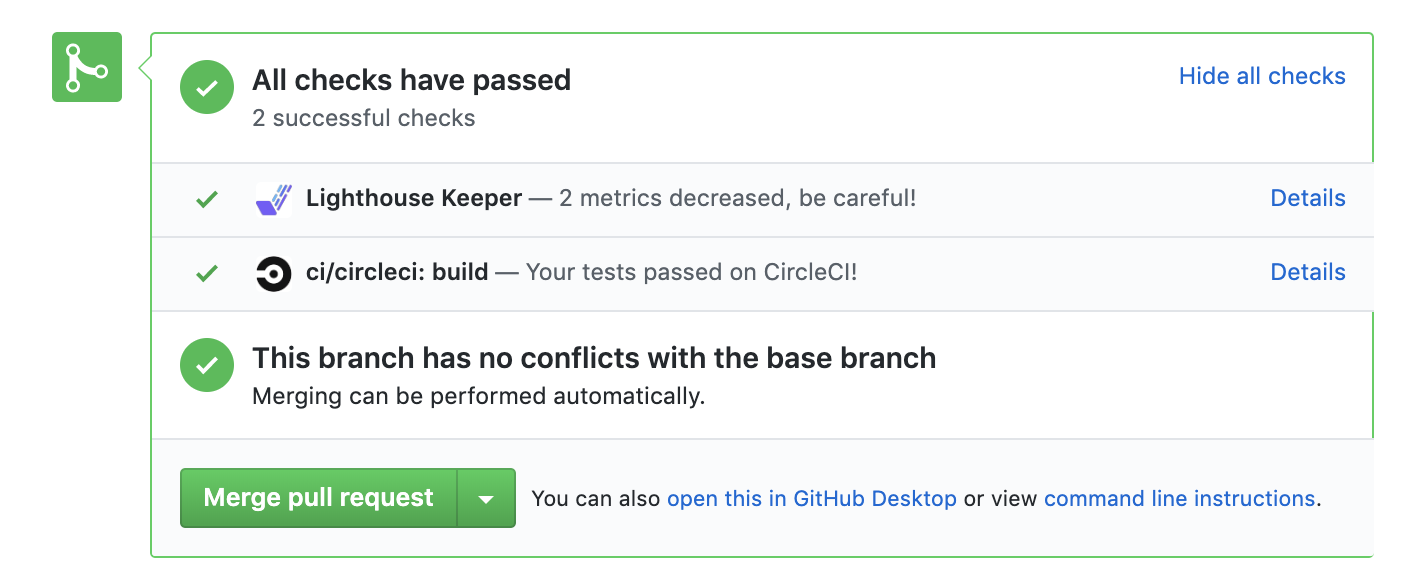 All checks have passed
Hide all checks
2 successful checks
Lighthouse Keeper — 2 metrics decreased, be careful!
Details
ci/circleci: build — Your tests passed on CircleCI!
Details
This branch has no conflicts with the base branch
Merging can be performed automatically.
Merge pull request
You can also open this in GitHub Desktop or view command line instructions.